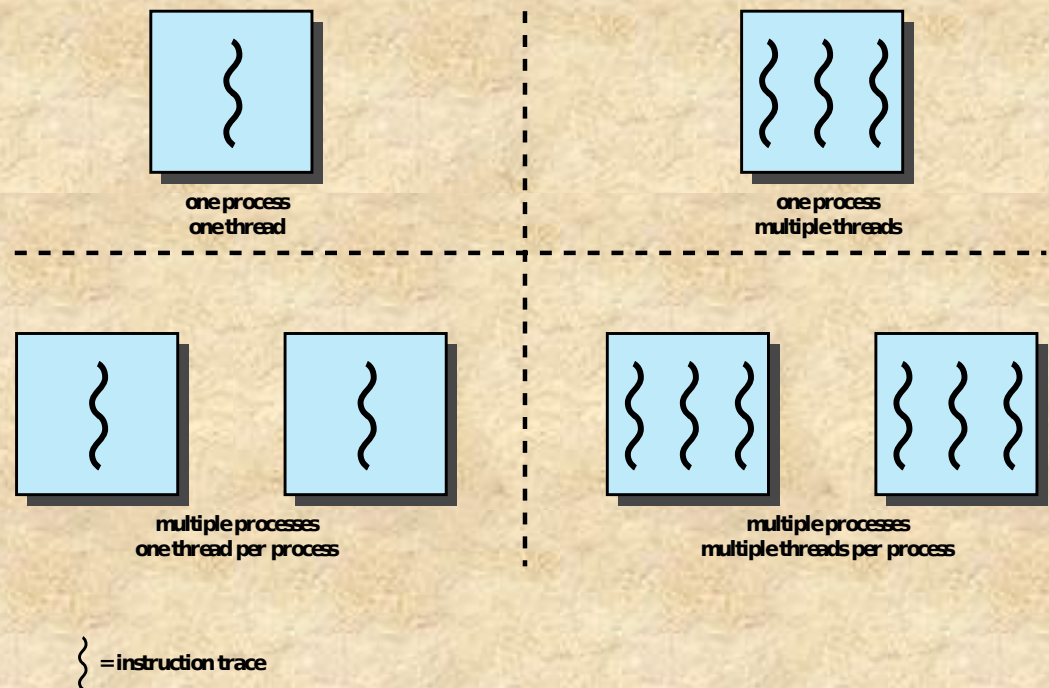 one process
one thread
one process
multiple threads
multiple processes
one thread per process
multiple processes
multiple threads per process
= instruction trace